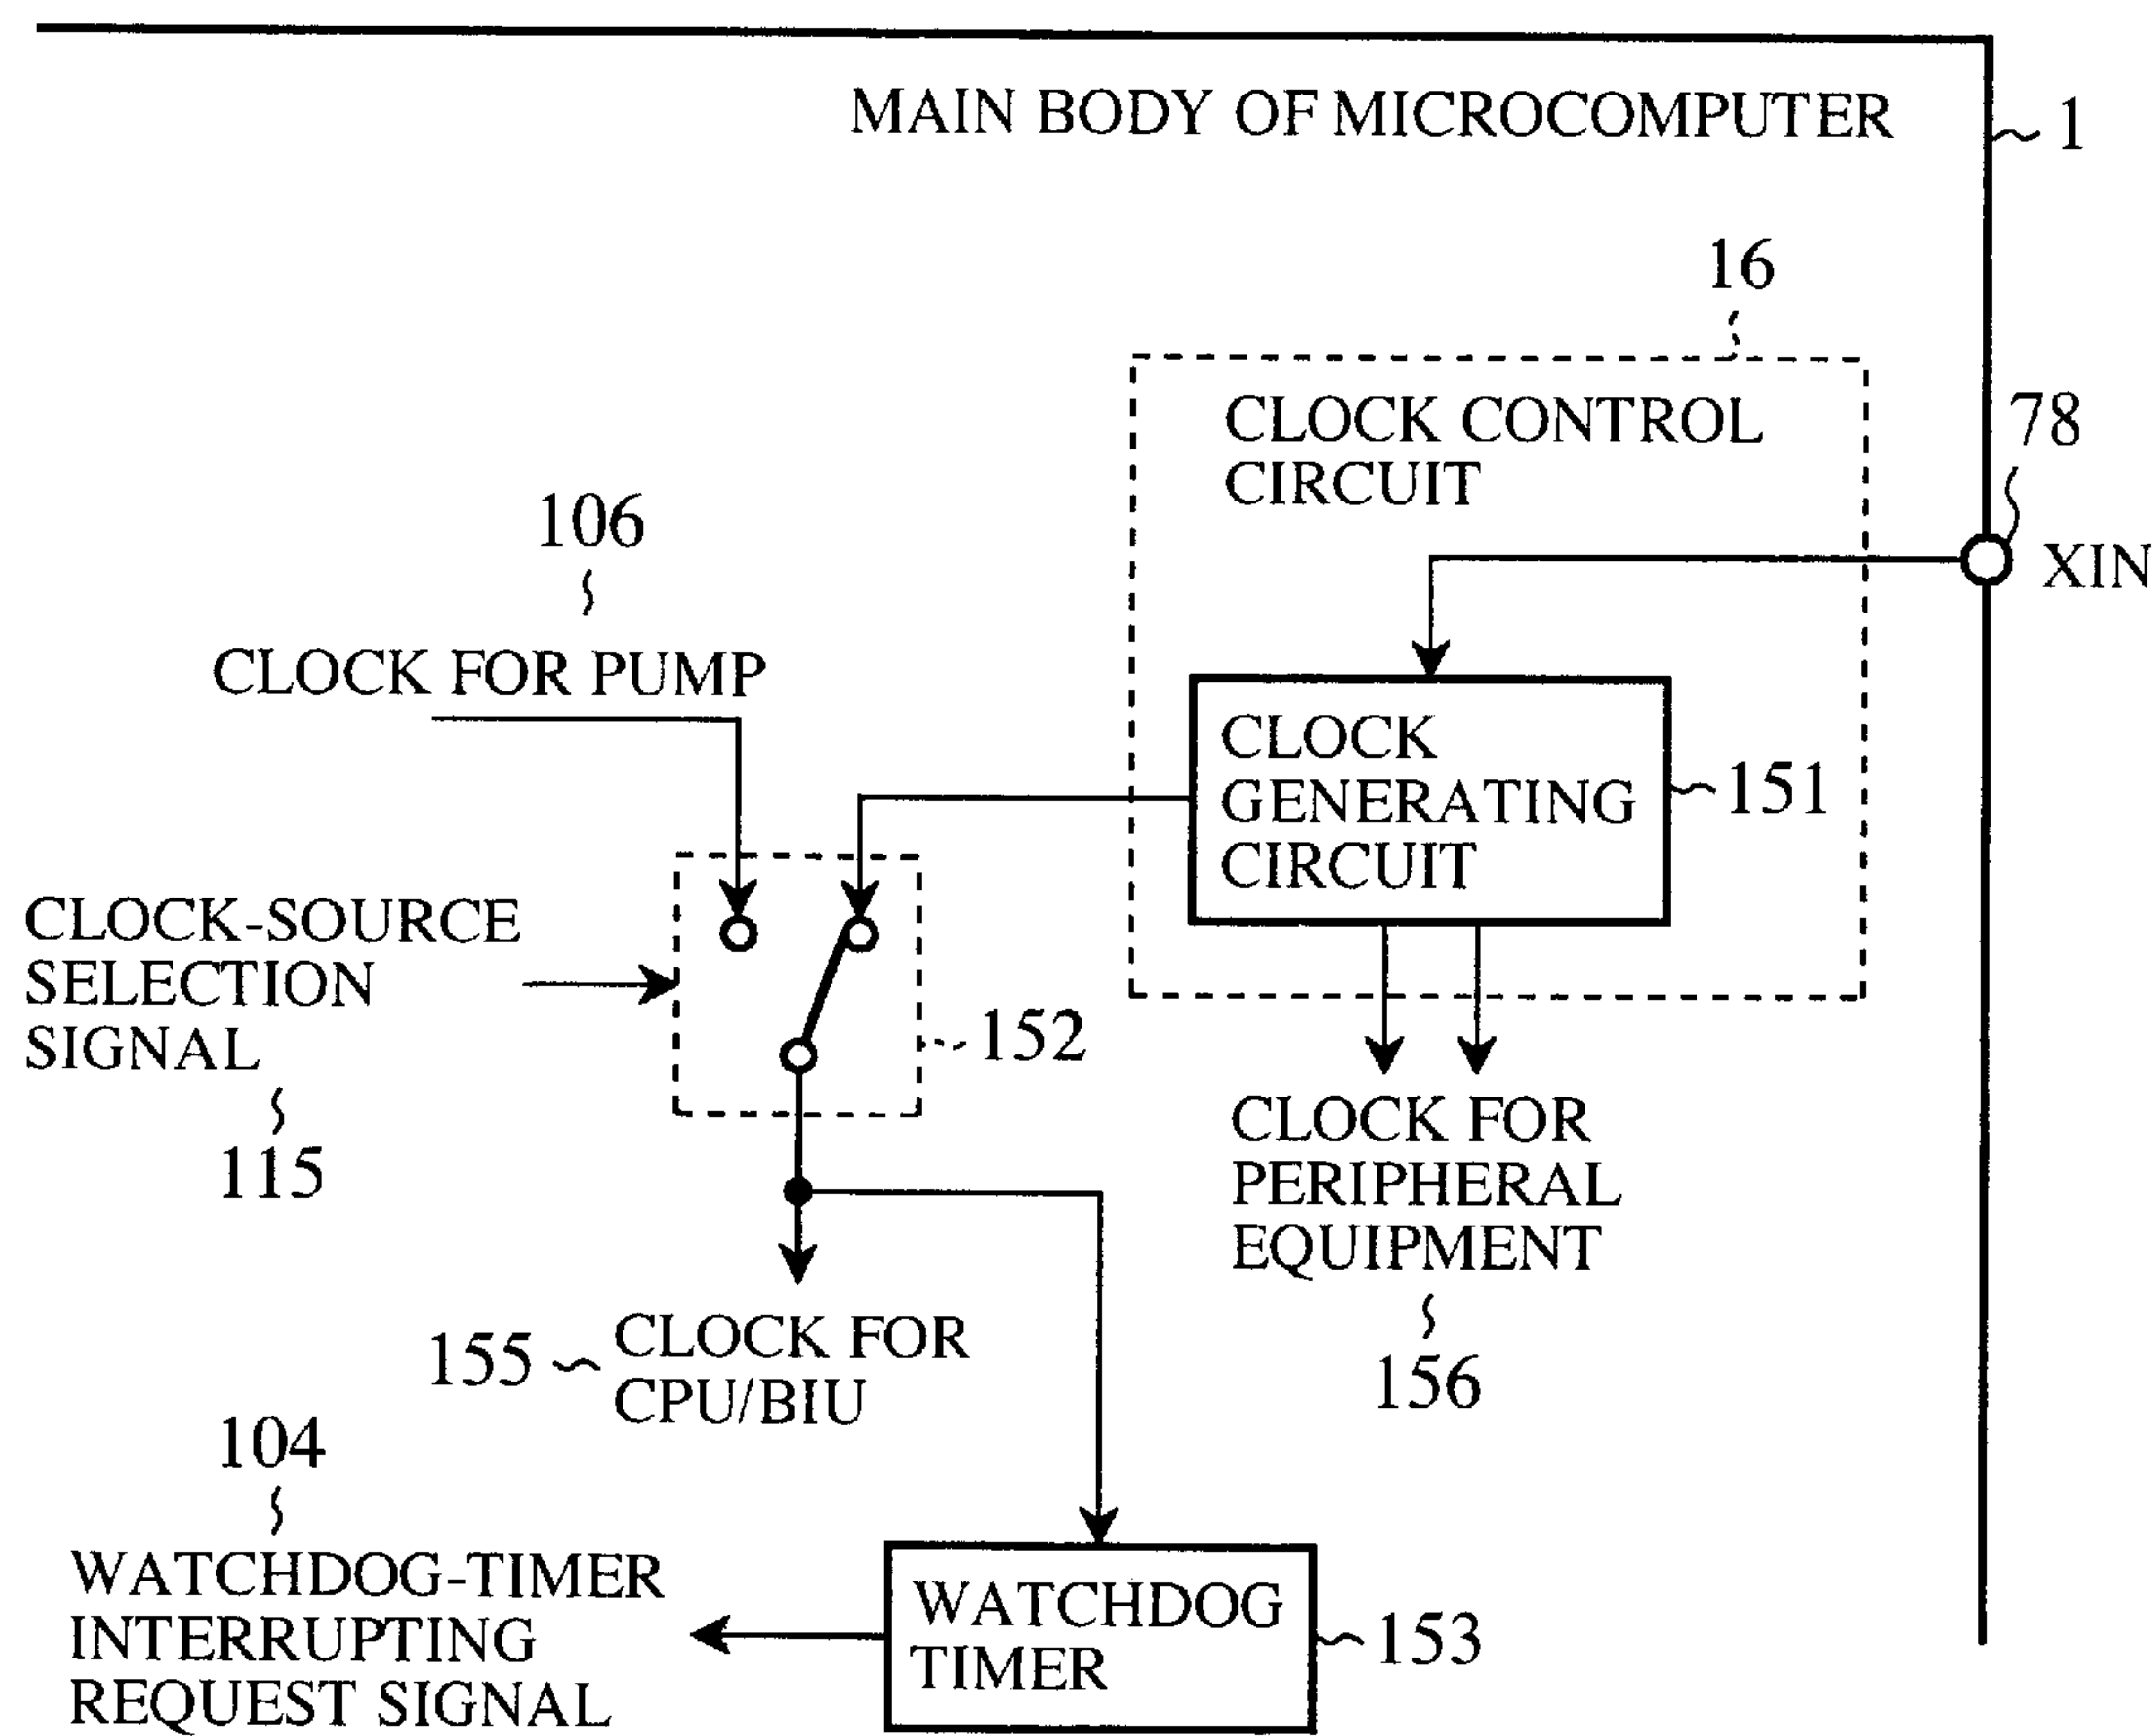 MAIN BODY OF MICROCOMPUTER
1
16
CLOCK CONTROL
CIRCUIT
78
XIN
106
CLOCK FOR PUMP
CLOCK
GENERATING
CIRCUIT
151
CLOCK-SOURCE
SELECTION
SIGNAL
115
152
CLOCK FOR
PERIPHERAL
EQUIPMENT
156
155
CLOCK FOR
CPU/BIU
104
WATCHDOG-TIMER
INTERRUPTING
REQUEST SIGNAL
WATCHDOG
TIMER
153